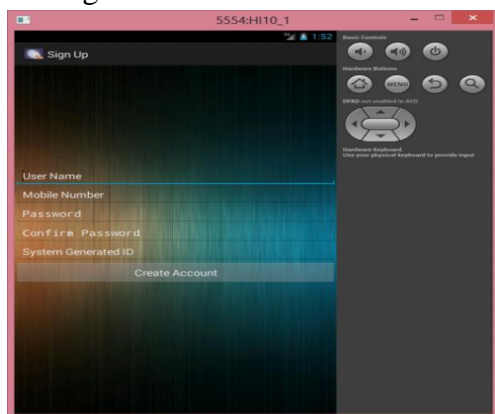 5554:HI10_1
1:52
Sign Up
User Name
Mobile Number
Password
Confirm Password
System Generated ID
Create Account
Basic Controls
Hardware Buttons
MENU
DPAD not enabled in AVD
Hardware Keyboard
Use your physical keyboard to provide input